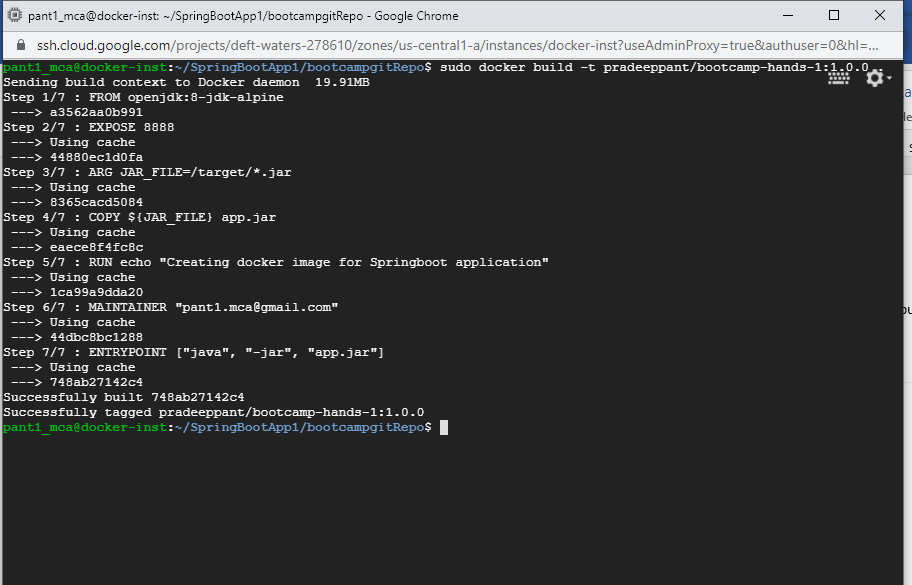 pant1_mca@docker-inst: ~/SpringBootApp1/bootcampgitRepo - Google Chrome
ssh.cloud.google.com/projects/deft-waters-278610/zones/us-central1-a/instances/docker-inst?useAdminProxy=true&authuser=0&hl=...
pant1_mca@docker-inst:~/SpringBootApp1/bootcampgitRepo$ sudo docker build -t pradeeppant/bootcamp-hands-1:1.0.0 .
Sending build context to Docker daemon  19.91MB
Step 1/7 : FROM openjdk:8-jdk-alpine
 ---> a3562aa0b991
Step 2/7 : EXPOSE 8888
 ---> Using cache
 ---> 44880ec1d0fa
Step 3/7 : ARG JAR_FILE=/target/*.jar
 ---> Using cache
 ---> 8365cacd5084
Step 4/7 : COPY ${JAR_FILE} app.jar
 ---> Using cache
 ---> eaece8f4fc8c
Step 5/7 : RUN echo "Creating docker image for Springboot application"
 ---> Using cache
 ---> 1ca99a9dda20
Step 6/7 : MAINTAINER "pant1.mca@gmail.com"
 ---> Using cache
 ---> 44dbc8bc1288
Step 7/7 : ENTRYPOINT ["java", "-jar", "app.jar"]
 ---> Using cache
 ---> 748ab27142c4
Successfully built 748ab27142c4
Successfully tagged pradeeppant/bootcamp-hands-1:1.0.0
pant1_mca@docker-inst:~/SpringBootApp1/bootcampgitRepo$